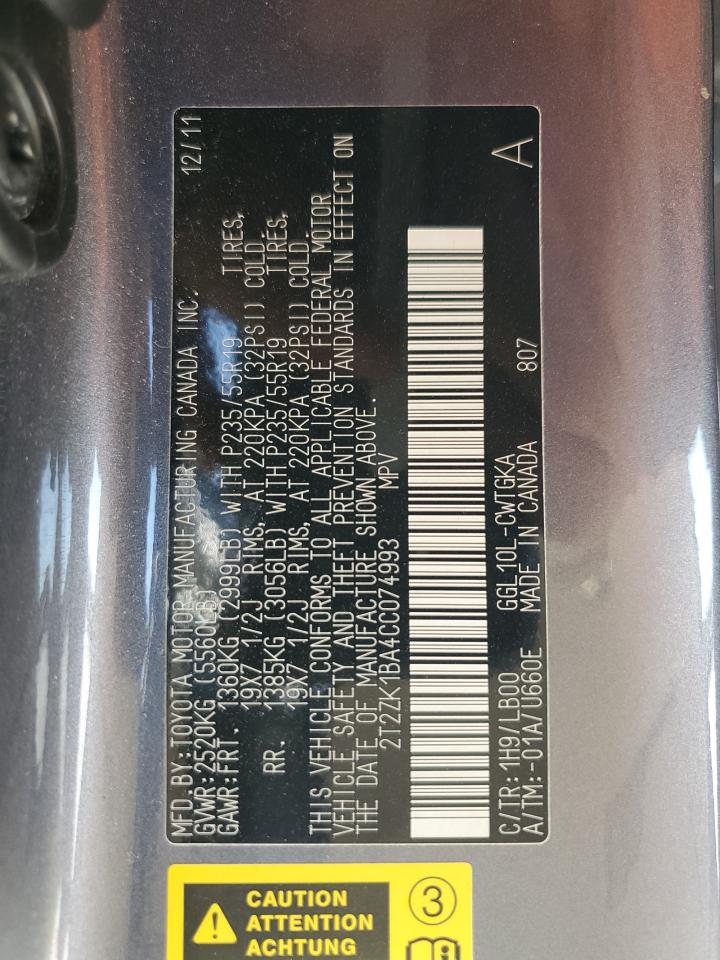 MFD.BY:TOYOTA MOTOR MANUFACTURING CANADA INC. 12/11
GVWR:2520KG (5560LB)
GAWR:FRT. 1360KG (2999LB) WITH P235/55R19 TIRES,
19X7 1/2J RIMS, AT 220KPA (32PSI) COLD.
RR. 1385KG (3056LB) WITH P235/55R19 TIRES,
19X7 1/2J RIMS, AT 220KPA (32PSI) COLD.
THIS VEHICLE CONFORMS TO ALL APPLICABLE FEDERAL MOTOR
VEHICLE SAFETY AND THEFT PREVENTION STANDARDS IN EFFECT ON
THE DATE OF MANUFACTURE SHOWN ABOVE.
2T2ZK1BA4CC074993 MPV
C/TR:1H9/LB00 GGL10L-CWTGKA A
A/TM:-01A/U660E MADE IN CANADA 807
CAUTION
ATTENTION
ACHTUNG
3